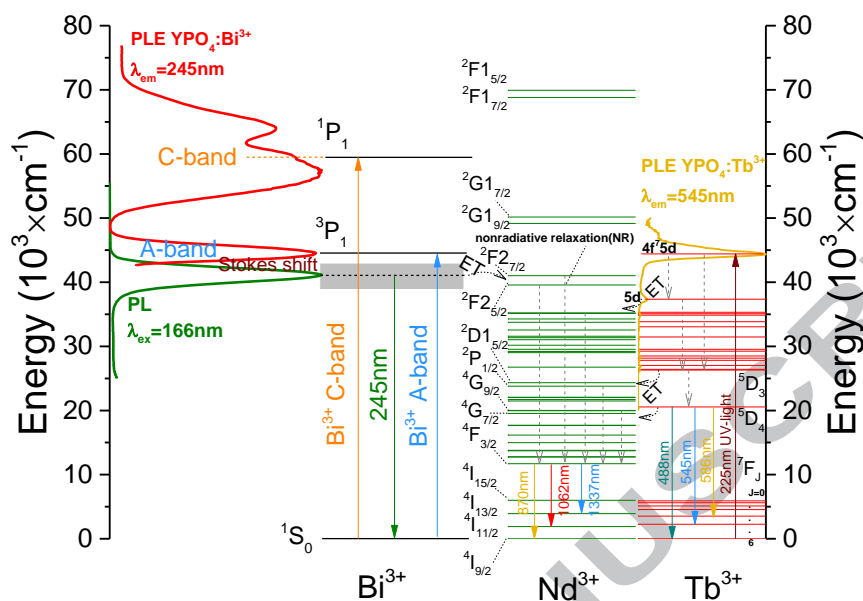 Energy (10³×cm⁻¹)
80
70
60
50
40
30
20
10
0
PLE YPO₄:Bi³⁺
λₑₘ=245nm
C-band
A-band
Stokes shift
PL
λₑₓ=166nm
¹P₁
³P₁
¹S₀
Bi³⁺ C-band
245nm
Bi³⁺ A-band
Bi³⁺
²F1₅/₂
²F1₇/₂
²G1₇/₂
²G1₉/₂
nonradiative relaxation(NR)
ET
²F2₇/₂
²F2₅/₂
²D1₅/₂
²P₁/₂
⁴G₉/₂
⁴G₇/₂
⁴F₃/₂
⁴I₁₅/₂
⁴I₁₃/₂
⁴I₁₁/₂
⁴I₉/₂
870nm
1062nm
1337nm
Nd³⁺
PLE YPO₄:Tb³⁺
λₑₘ=545nm
4f⁷5d
5d
ET
ET
⁵D₃
⁵D₄
⁷F_J
J=0
.
.
.
6
488nm
545nm
586nm
225nm UV-light
Tb³⁺
80
70
60
50
40
30
20
10
0
Energy (10³×cm⁻¹)